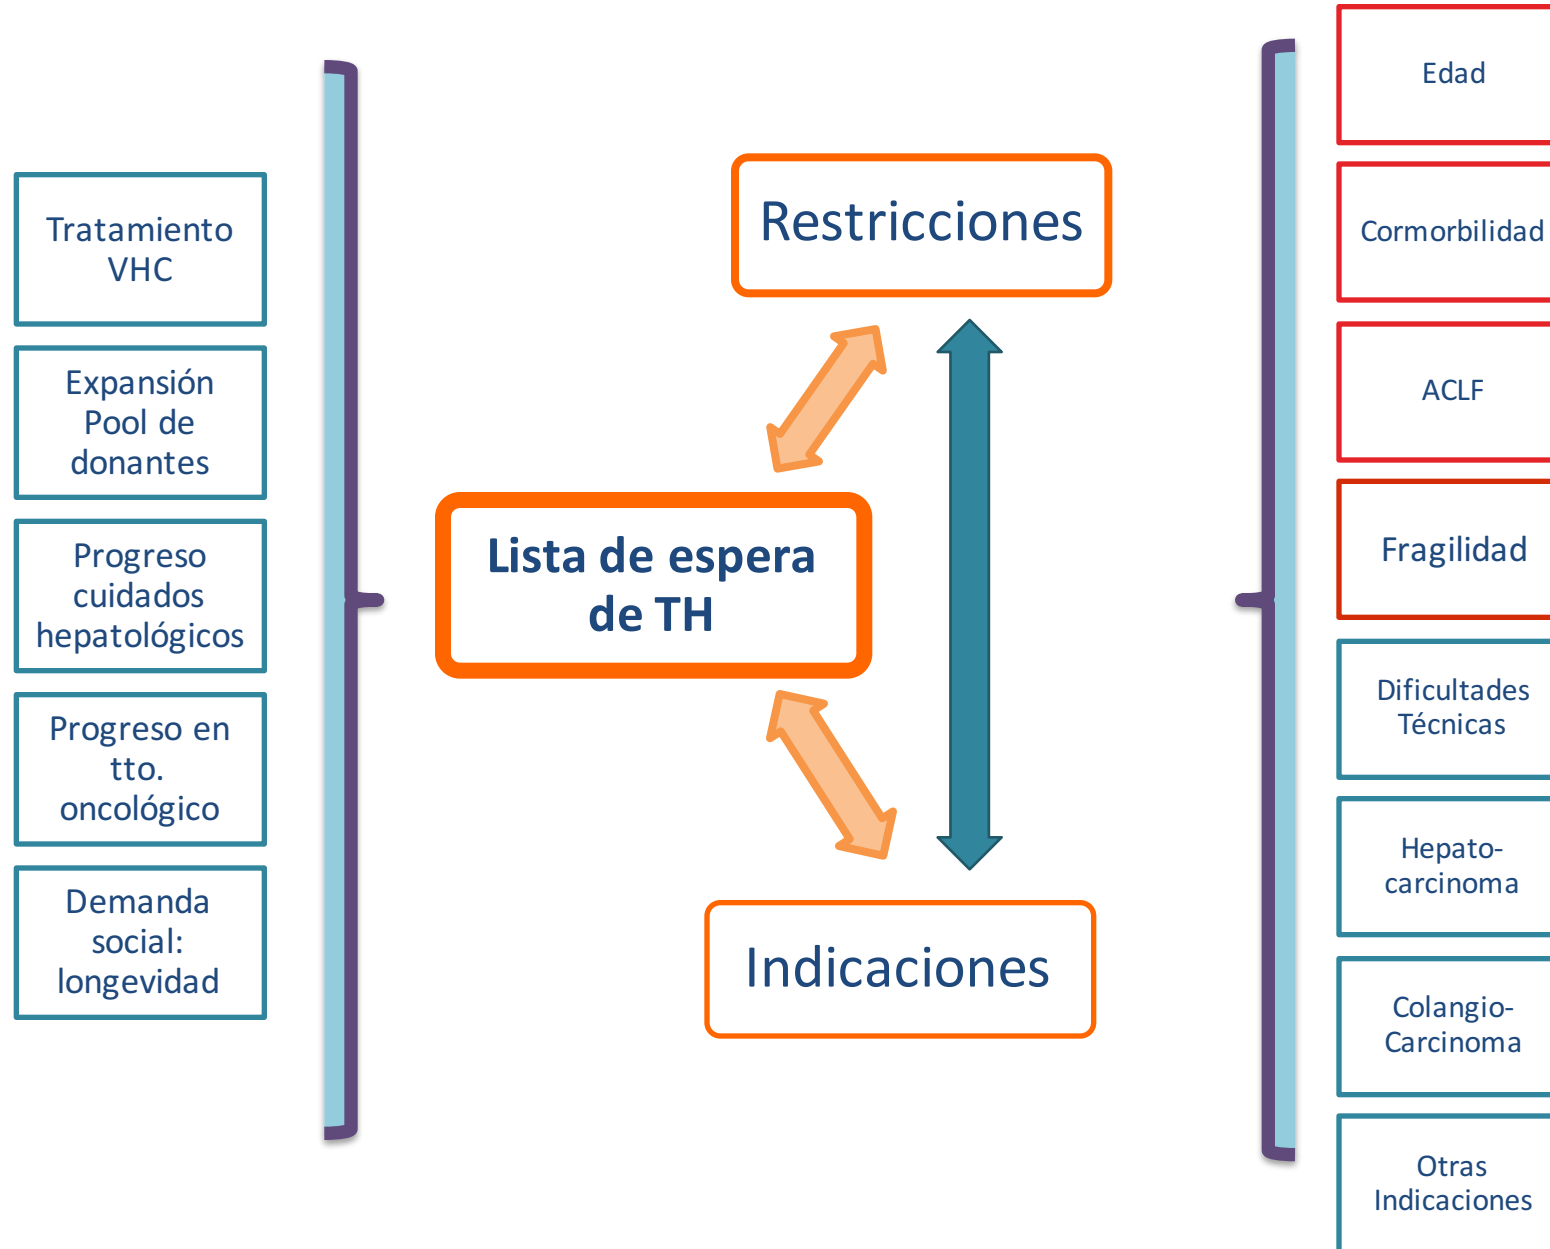 Tratamiento
VHC
Expansión
Pool de
donantes
Progreso
cuidados
hepatológicos
Progreso en
tto.
oncológico
Demanda
social:
longevidad
Restricciones
Lista de espera
de TH
Indicaciones
Edad
Cormorbilidad
ACLF
Fragilidad
Dificultades
Técnicas
Hepato-
carcinoma
Colangio-
Carcinoma
Otras
Indicaciones